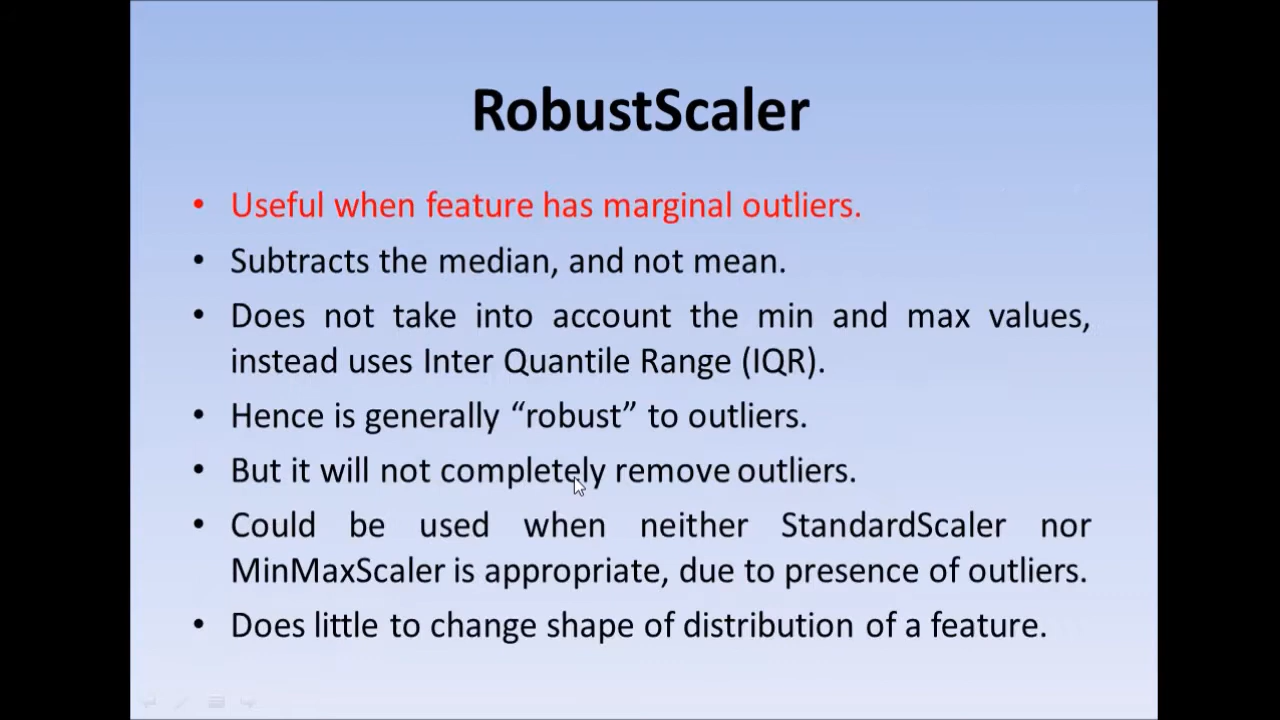 RobustScaler
• Useful when feature has marginal outliers.
• Subtracts the median, and not mean.
• Does not take into account the min and max values,
instead uses Inter Quantile Range (IQR).
• Hence is generally “robust” to outliers.
• But it will not completely remove outliers.
• Could be used when neither StandardScaler nor
MinMaxScaler is appropriate, due to presence of outliers.
• Does little to change shape of distribution of a feature.